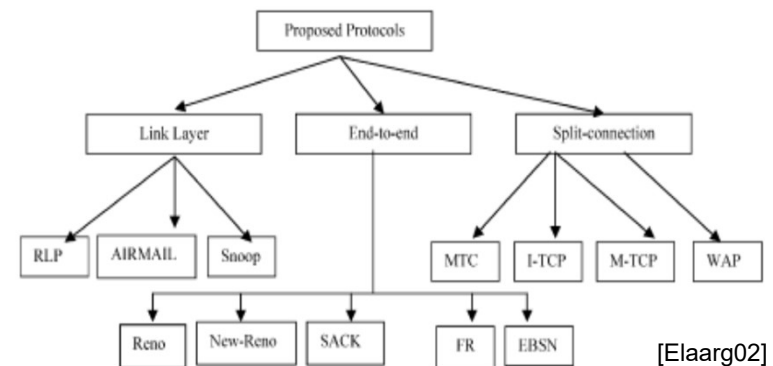 Proposed Protocols
Link Layer
End-to-end
Split-connection
RLP
AIRMAIL
Snoop
MTC
I-TCP
M-TCP
WAP
Reno
New-Reno
SACK
FR
EBSN
[Elaarg02]